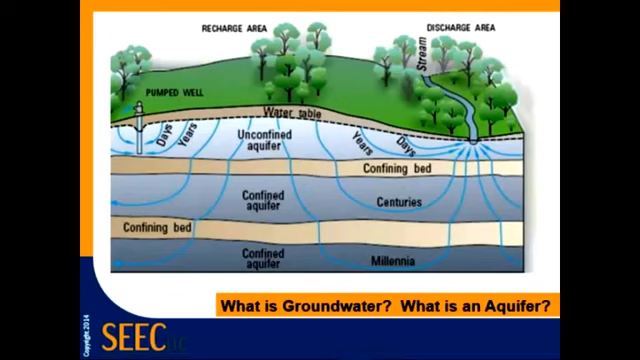 RECHARGE AREA
DISCHARGE AREA
Stream
PUMPED WELL
Water table
Days
Years
Unconfined
aquifer
Years
Days
Confining bed
Confined
aquifer
Centuries
Confining bed
Confined
aquifer
Millennia
What is Groundwater? What is an Aquifer?
Copyright 2014
SEEC